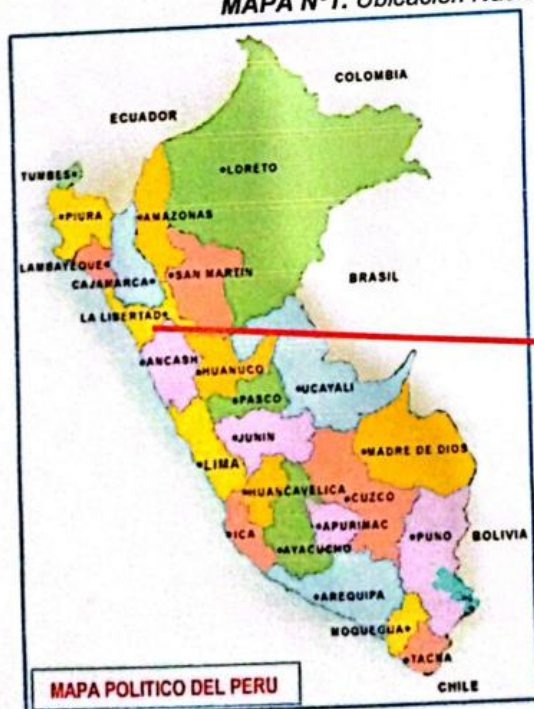 MAPA N°1. Ubicación
COLOMBIA
ECUADOR
TUMBES
LORETO
PIURA
AMAZONAS
LAMBAYEQUE
SAN MARTIN
CAJAMARCA
BRASIL
LA LIBERTAD
ANCASH
HUANUCO
UCAYALI
PASCO
JUNIN
MADRE DE DIOS
LIMA
HUANCAVELICA
CUZCO
APURIMAC
PUNO
BOLIVIA
ICA
AYACUCHO
AREQUIPA
MOQUEGUA
TACNA
MAPA POLITICO DEL PERU
CHILE